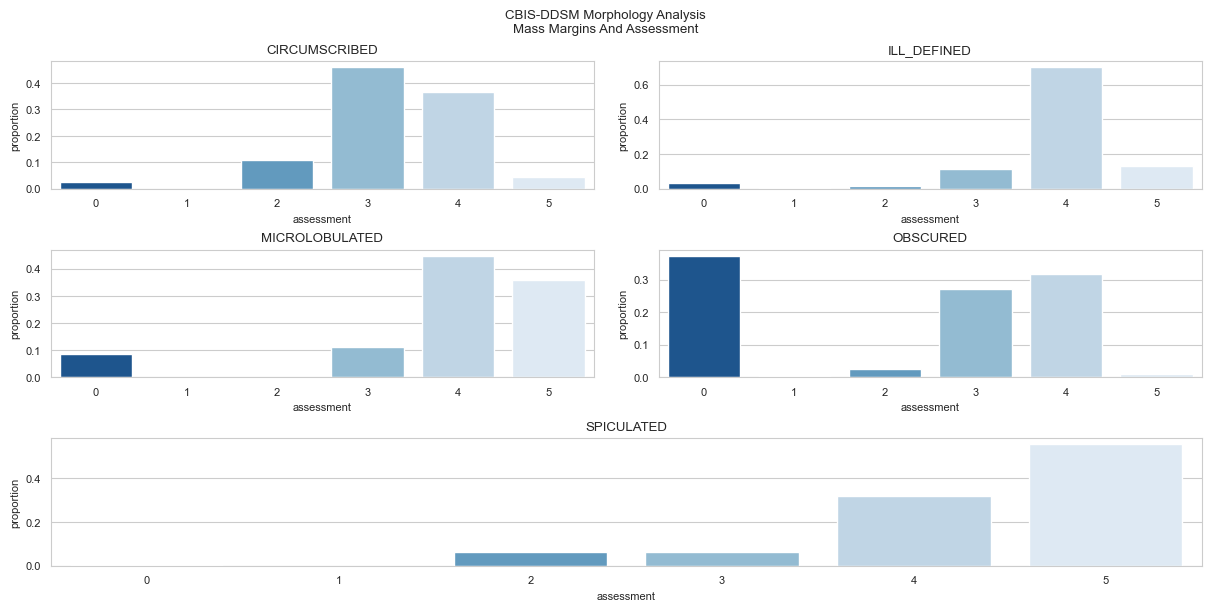 CBIS-DDSM Morphology Analysis
Mass Margins And Assessment
CIRCUMSCRIBED
proportion
0.4
0.3
0.2
0.1
0.0
0 1 2 3 4 5
assessment
ILL_DEFINED
proportion
0.6
0.4
0.2
0.0
0 1 2 3 4 5
assessment
MICROLOBULATED
proportion
0.4
0.3
0.2
0.1
0.0
0 1 2 3 4 5
assessment
OBSCURED
proportion
0.3
0.2
0.1
0.0
0 1 2 3 4 5
assessment
SPICULATED
proportion
0.4
0.2
0.0
0 1 2 3 4 5
assessment